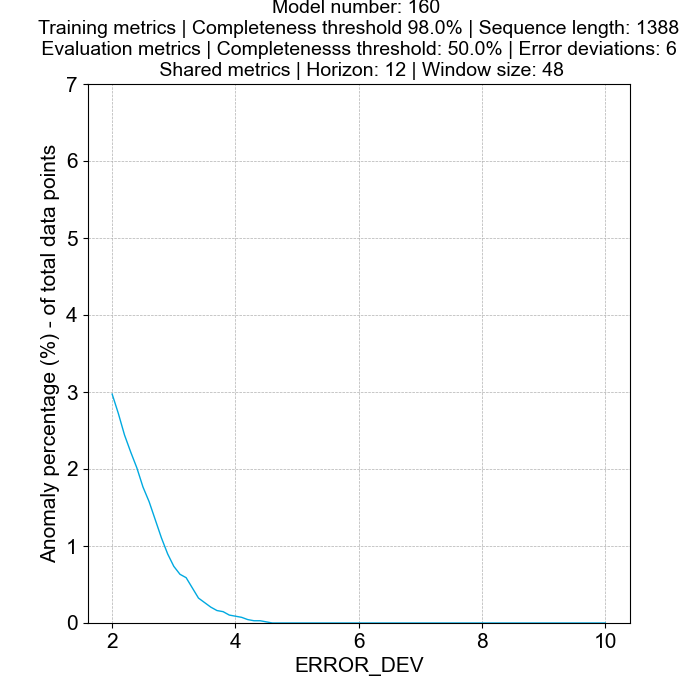 Model number: 160
Training metrics | Completeness threshold 98.0% | Sequence length: 1388
Evaluation metrics | Completenesss threshold: 50.0% | Error deviations: 6
Shared metrics | Horizon: 12 | Window size: 48
Anomaly percentage (%) - of total data points
7
6
5
4
3
2
1
0
2 4 6 8 10
ERROR_DEV